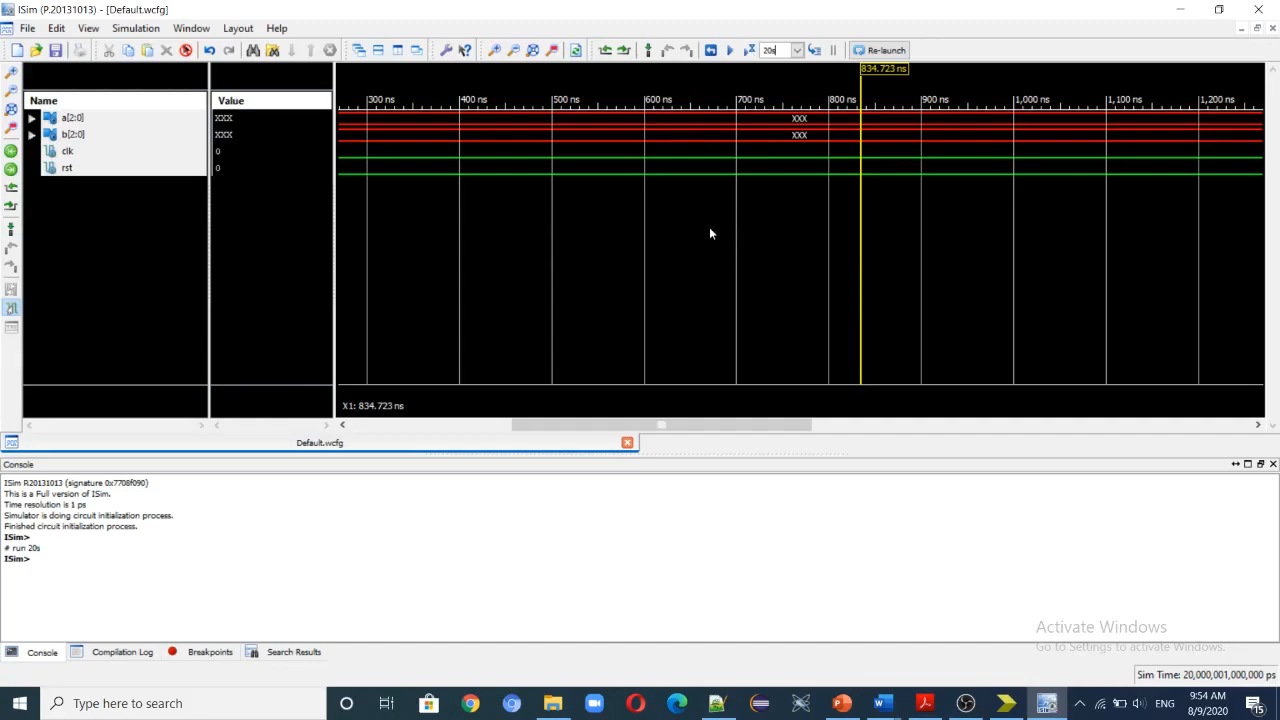 ISim (P.20131013) - [Default.wcfg]
File Edit View Simulation Window Layout Help
20s Re-launch
834.723 ns
Name Value
300 ns 400 ns 500 ns 600 ns 700 ns 800 ns 900 ns 1,000 ns 1,100 ns 1,200 ns
a[2:0] XXX XXX
b[2:0] XXX XXX
clk 0
rst 0
X1: 834.723 ns
Default.wcfg
Console
ISim R20131013 (signature 0x7708f090)
This is a Full version of ISim.
Time resolution is 1 ps
Simulator is doing circuit initialization process.
Finished circuit initialization process.
ISim>
# run 20s
ISim>
Activate Windows
Go to Settings to activate Windows.
Console Compilation Log Breakpoints Search Results
Sim Time: 20,000,001,000,000 ps
Type here to search
ENG
9:54 AM
8/9/2020
15